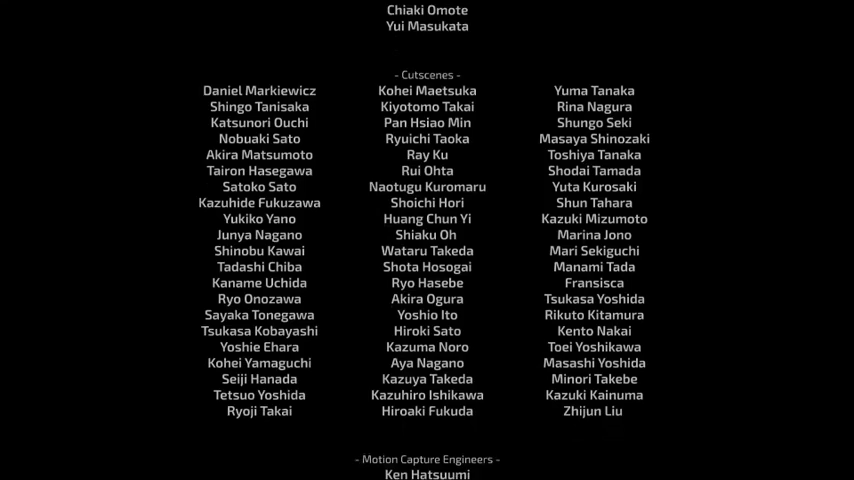 Chiaki Omote
Yui Masukata
- Cutscenes -
Daniel Markiewicz Kohei Maetsuka Yuma Tanaka
Shingo Tanisaka Kiyotomo Takai Rina Nagura
Katsunori Ouchi Pan Hsiao Min Shungo Seki
Nobuaki Sato Ryuichi Taoka Masaya Shinozaki
Akira Matsumoto Ray Ku Toshiya Tanaka
Tairon Hasegawa Rui Ohta Shodai Tamada
Satoko Sato Naotugu Kuromaru Yuta Kurosaki
Kazuhide Fukuzawa Shoichi Hori Shun Tahara
Yukiko Yano Huang Chun Yi Kazuki Mizumoto
Junya Nagano Shiaku Oh Marina Jono
Shinobu Kawai Wataru Takeda Mari Sekiguchi
Tadashi Chiba Shota Hosogai Manami Tada
Kaname Uchida Ryo Hasebe Fransisca
Ryo Onozawa Akira Ogura Tsukasa Yoshida
Sayaka Tonegawa Yoshio Ito Rikuto Kitamura
Tsukasa Kobayashi Hiroki Sato Kento Nakai
Yoshie Ehara Kazuma Noro Toei Yoshikawa
Kohei Yamaguchi Aya Nagano Masashi Yoshida
Seiji Hanada Kazuya Takeda Minori Takebe
Tetsuo Yoshida Kazuhiro Ishikawa Kazuki Kainuma
Ryoji Takai Hiroaki Fukuda Zhijun Liu
- Motion Capture Engineers -
Ken Hatsuumi